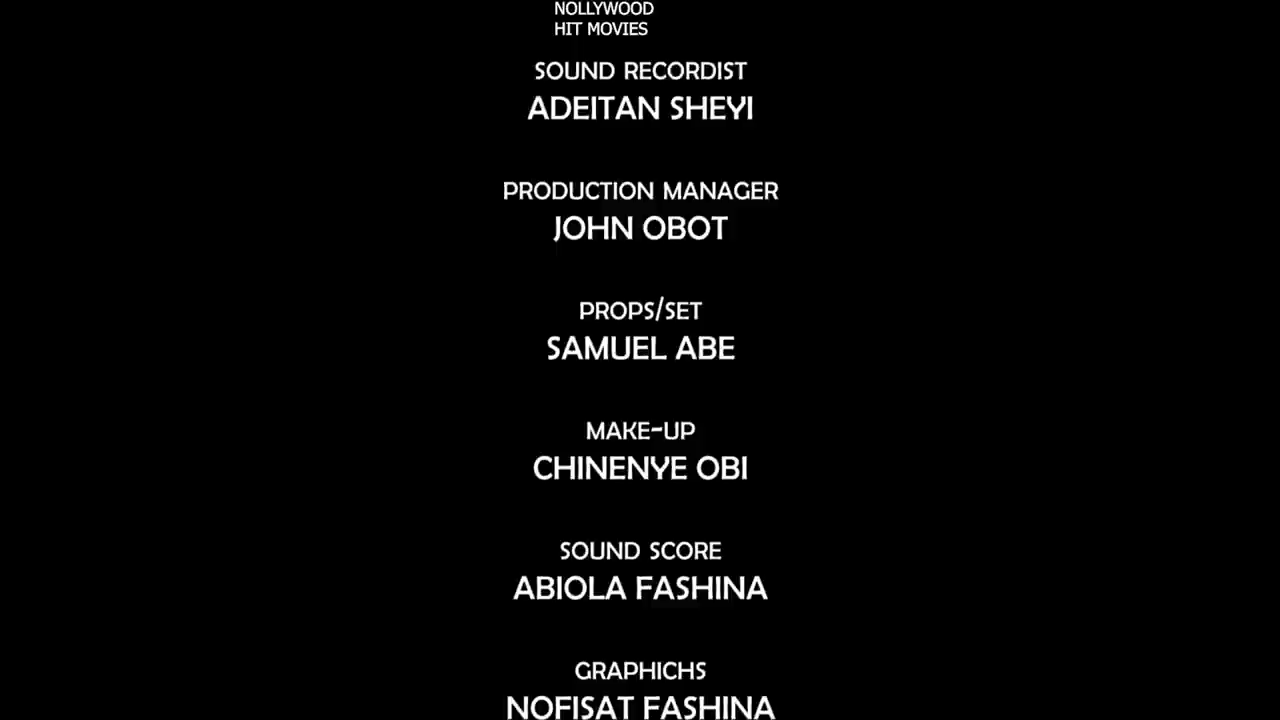 NOLLYWOOD
HIT MOVIES
SOUND RECORDIST
ADEITAN SHEYI
PRODUCTION MANAGER
JOHN OBOT
PROPS/SET
SAMUEL ABE
MAKE-UP
CHINENYE OBI
SOUND SCORE
ABIOLA FASHINA
GRAPHICHS
NOFISAT FASHINA